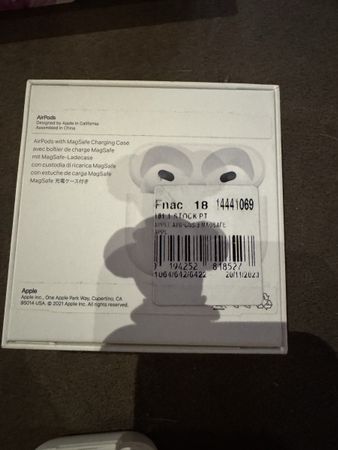 AirPods
Designed by Apple in California
Assembled in China
AirPods with MagSafe Charging Case
avec boîtier de charge MagSafe
mit MagSafe-Ladecase
con custodia di ricarica MagSafe
con estuche de carga MagSafe
MagSafe 充電ケース付き
Fnac 18 14441069
STOCK PT
MAGSAFE
APPL
0 194252 818527
20/11/2023
Apple
Apple Inc., One Apple Park Way, Cupertino, CA
95014-USA. © 2021 Apple Inc. All rights reserved.